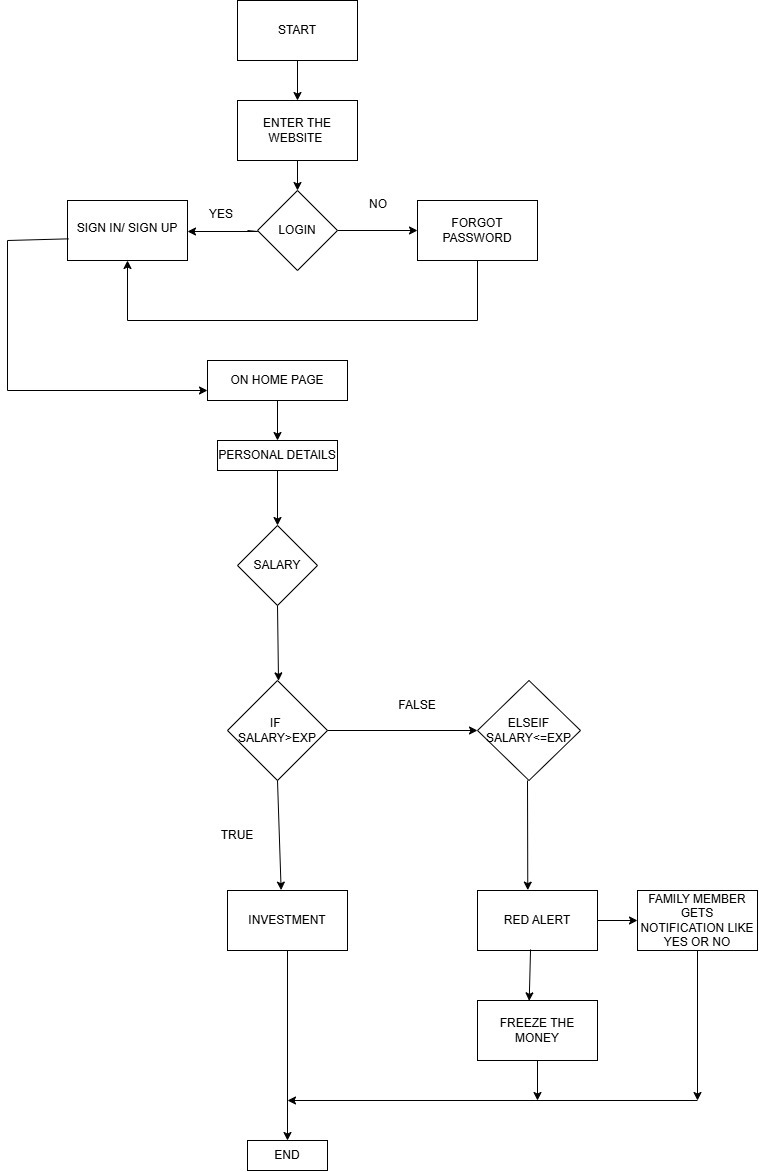 START
ENTER THE
WEBSITE
YES
NO
SIGN IN/ SIGN UP
LOGIN
FORGOT
PASSWORD
ON HOME PAGE
PERSONAL DETAILS
SALARY
FALSE
IF
SALARY>EXP
ELSEIF
SALARY<=EXP
TRUE
INVESTMENT
RED ALERT
FAMILY MEMBER
GETS
NOTIFICATION LIKE
YES OR NO
FREEZE THE
MONEY
END